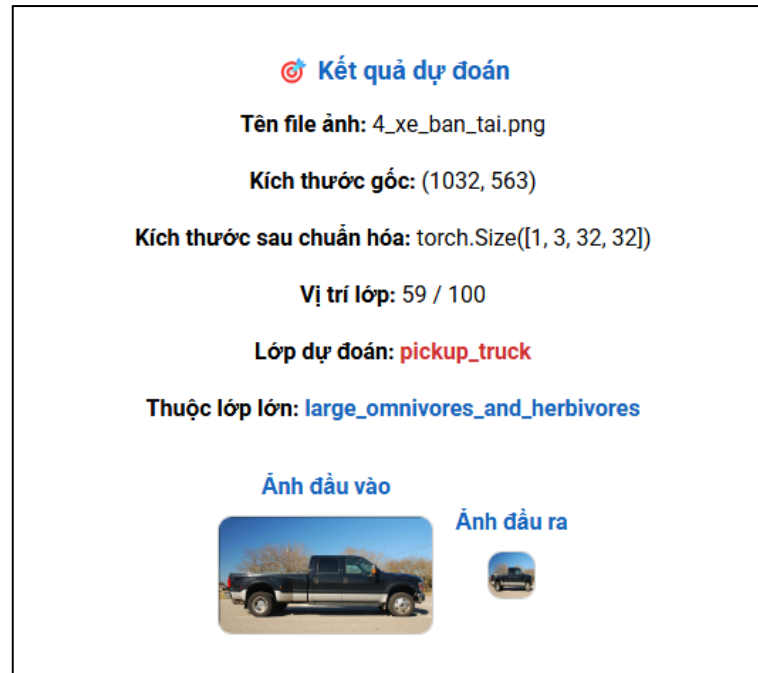 🎯 Kết quả dự đoán
Tên file ảnh: 4_xe_ban_tai.png
Kích thước gốc: (1032, 563)
Kích thước sau chuẩn hóa: torch.Size([1, 3, 32, 32])
Vị trí lớp: 59 / 100
Lớp dự đoán: pickup_truck
Thuộc lớp lớn: large_omnivores_and_herbivores
Ảnh đầu vào
Ảnh đầu ra